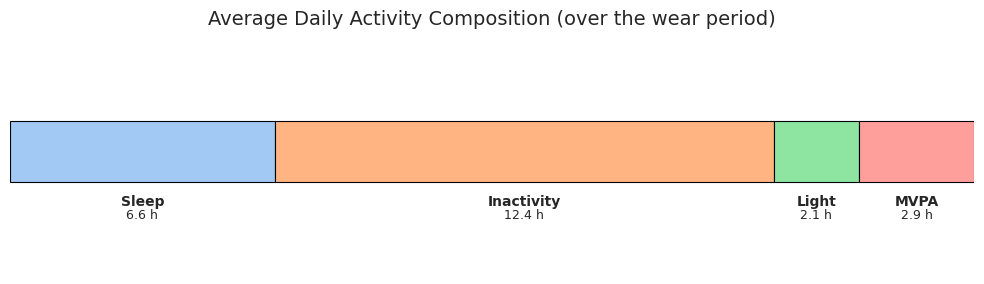 Average Daily Activity Composition (over the wear period)
Sleep
6.6 h
Inactivity
12.4 h
Light
2.1 h
MVPA
2.9 h